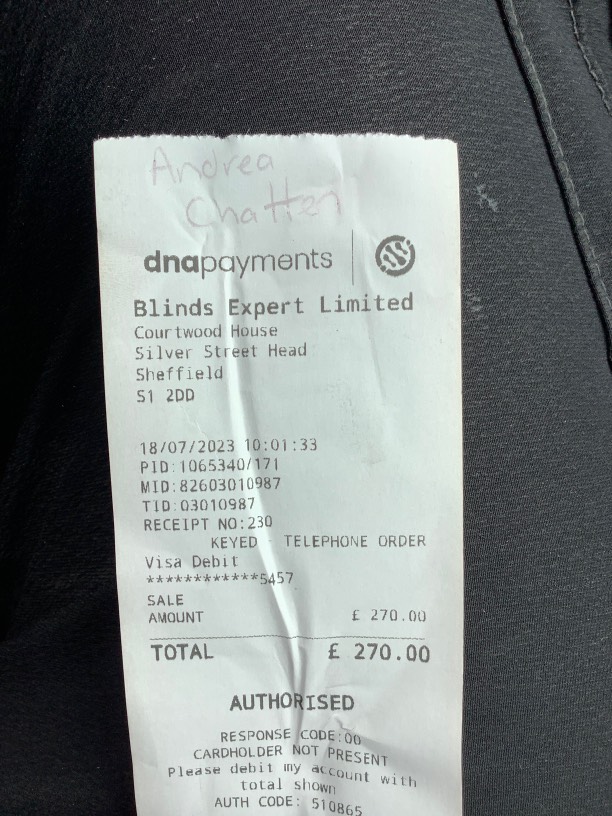 Andrea
Chatten
dnapayments
Blinds Expert Limited
Courtwood House
Silver Street Head
Sheffield
S1 2DD
18/07/2023 10:01:33
PID:1065340/171
MID:82603010987
TID:03010987
RECEIPT NO:230
KEYED - TELEPHONE ORDER
Visa Debit
************5457
SALE
AMOUNT £ 270.00
TOTAL £ 270.00
AUTHORISED
RESPONSE CODE:00
CARDHOLDER NOT PRESENT
Please debit my account with
total shown
AUTH CODE: 510865